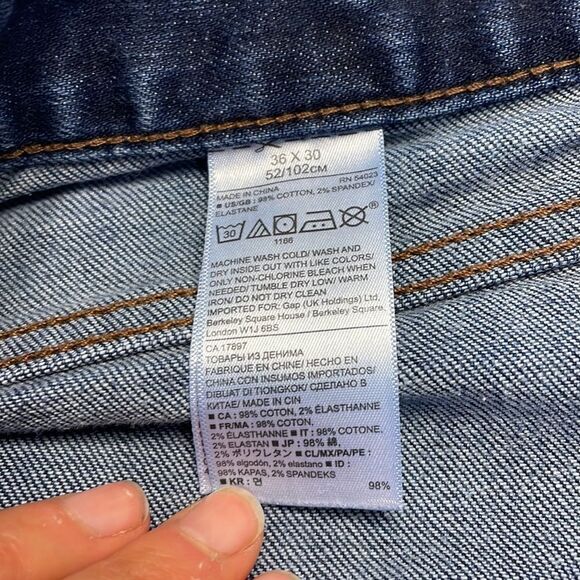 36 X 30
52/102CM
RN 54023
MADE IN CHINA
■ US/GB : 98% COTTON, 2% SPANDEX/
ELASTANE
30
1186
MACHINE WASH COLD/ WASH AND
DRY INSIDE OUT WITH LIKE COLORS/
ONLY NON-CHLORINE BLEACH WHEN
NEEDED/ TUMBLE DRY LOW/ WARM
IRON/ DO NOT DRY CLEAN
IMPORTED FOR: Gap (UK Holdings) Ltd,
Berkeley Square House / Berkeley Square,
London W1J 6BS
CA 17897
ТОВАРЫ ИЗ ДЕНИМА
FABRIQUÉ EN CHINE/ HECHO EN
CHINA CON INSUMOS IMPORTADOS/
DIBUAT DI TIONGKOK/ СДЕЛАНО В
КИТАЕ/ MADE IN CIN
■ CA : 98% COTON, 2% ÉLASTHANNE
■ FR/MA : 98% COTON,
2% ÉLASTHANNE ■ IT : 98% COTONE,
2% ELASTAN ■ JP : 98% 綿,
2% ポリウレタン ■ CL/MX/PA/PE :
98% algodón, 2% elastano ■ ID :
98% KAPAS, 2% SPANDEKS
■ KR : 면 98%